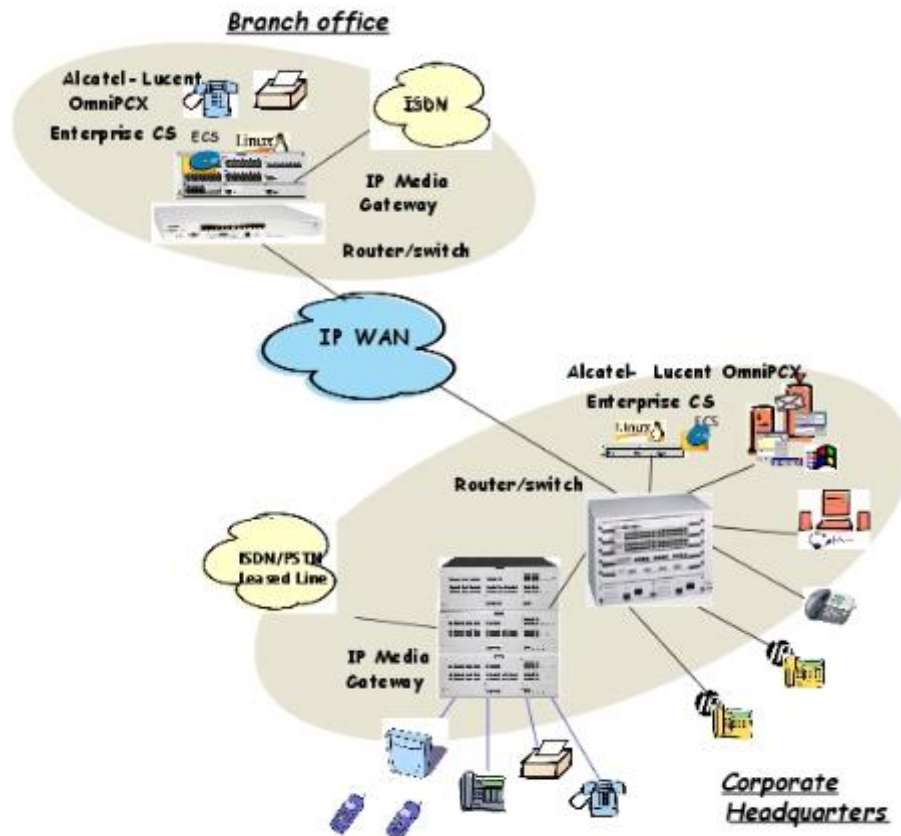 Branch office
Alcatel-Lucent
OmniPCX
Enterprise CS
ECS
Linux
ISDN
IP Media
Gateway
Router/switch
IP WAN
Alcatel- Lucent OmniPCX
Enterprise CS
Linux
ECS
Router/switch
ISDN/PSTN
Leased Line
IP Media
Gateway
Corporate
Headquarters